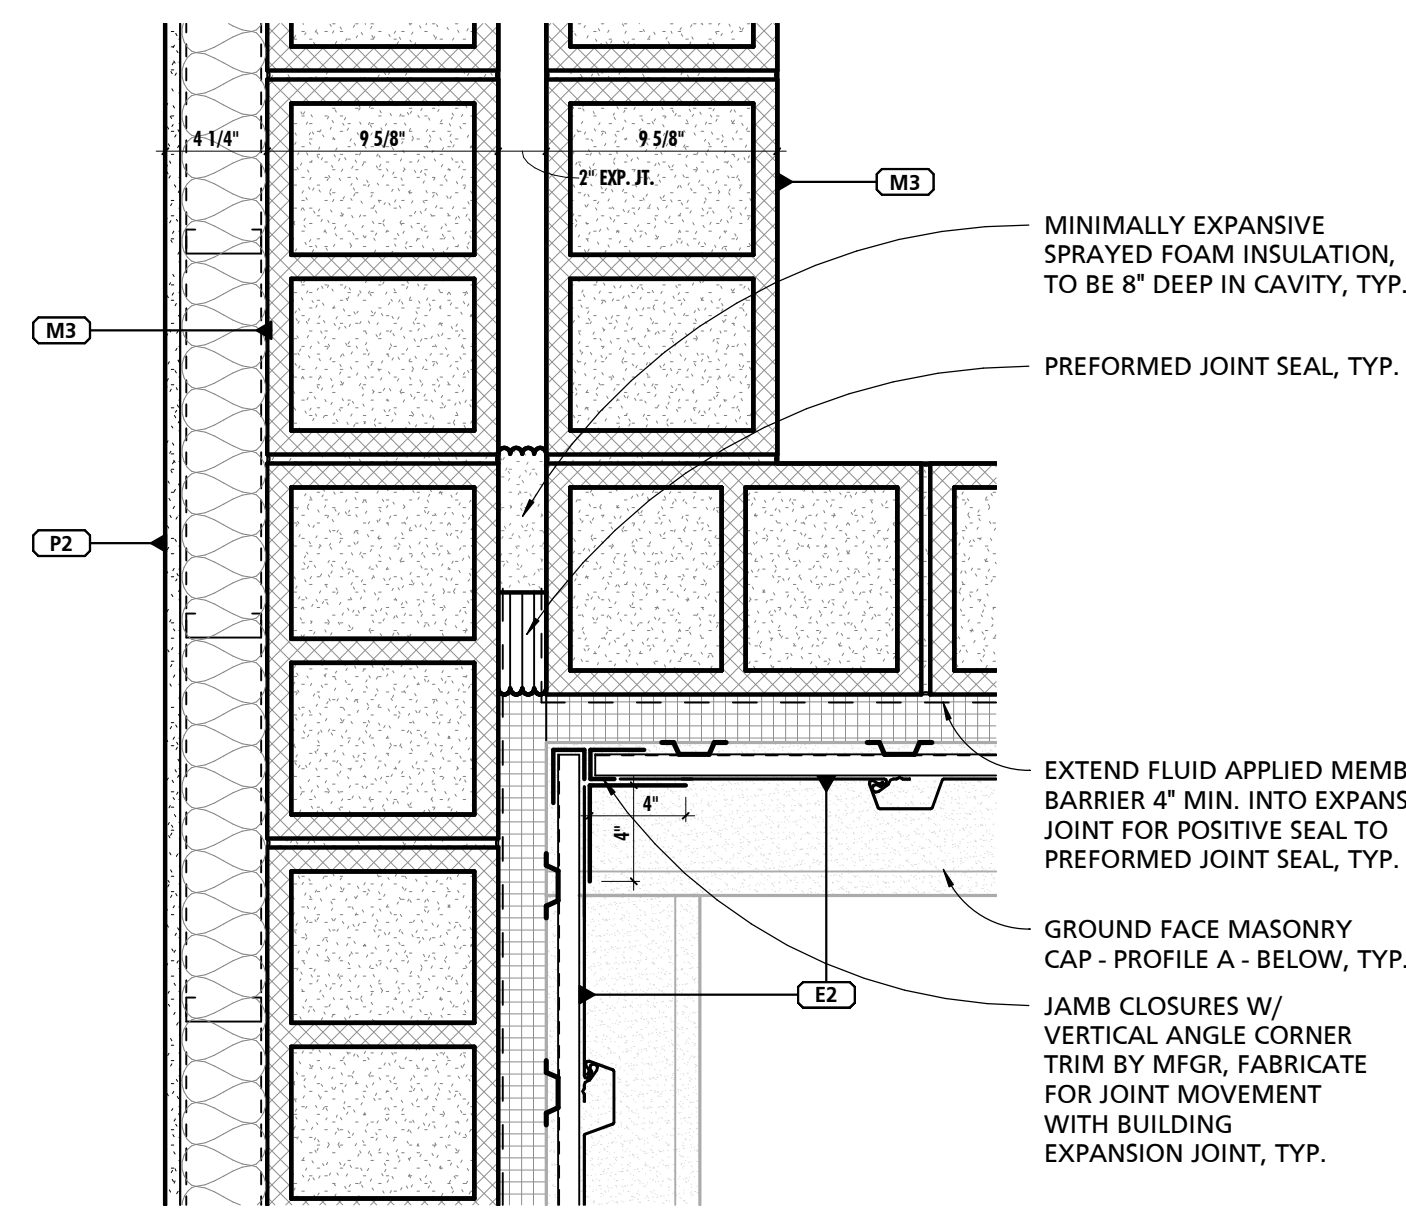 4 1/4"
9 5/8"
9 5/8"
2" EXP. JT.
M3
MINIMALLY EXPANSIVE
SPRAYED FOAM INSULATION,
TO BE 8" DEEP IN CAVITY, TYP.
M3
PREFORMED JOINT SEAL, TYP.
P2
EXTEND FLUID APPLIED MEMB
BARRIER 4" MIN. INTO EXPANS
JOINT FOR POSITIVE SEAL TO
PREFORMED JOINT SEAL, TYP.
4"
4"
GROUND FACE MASONRY
CAP - PROFILE A - BELOW, TYP.
E2
JAMB CLOSURES W/
VERTICAL ANGLE CORNER
TRIM BY MFGR, FABRICATE
FOR JOINT MOVEMENT
WITH BUILDING
EXPANSION JOINT, TYP.